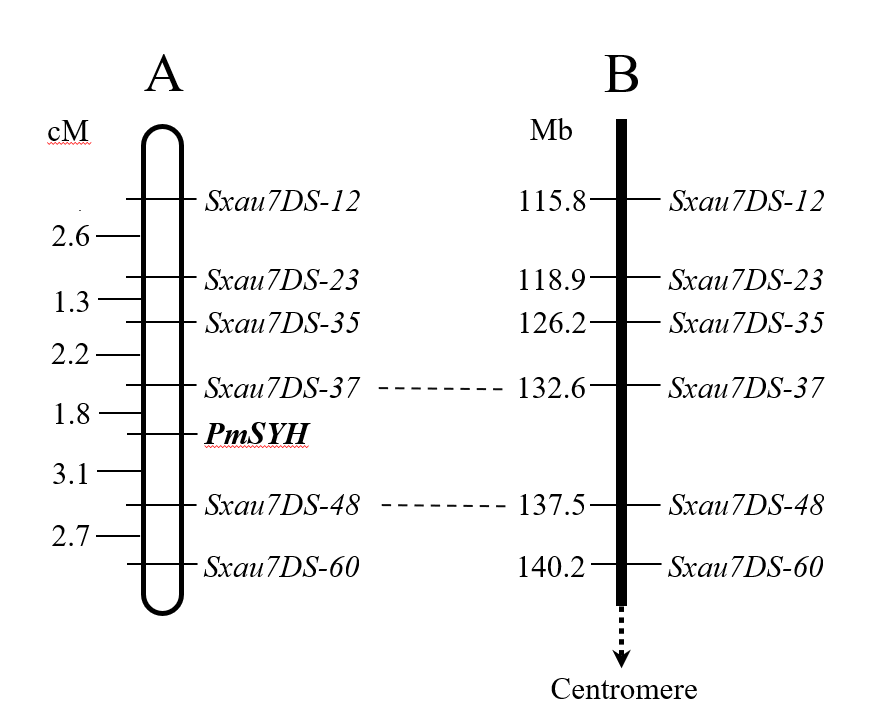 A B
cM Mb
Sxau7DS-12 115.8 Sxau7DS-12
2.6
Sxau7DS-23 118.9 Sxau7DS-23
1.3
Sxau7DS-35 126.2 Sxau7DS-35
2.2
Sxau7DS-37 132.6 Sxau7DS-37
1.8
PmSYH
3.1
Sxau7DS-48 137.5 Sxau7DS-48
2.7
Sxau7DS-60 140.2 Sxau7DS-60
Centromere